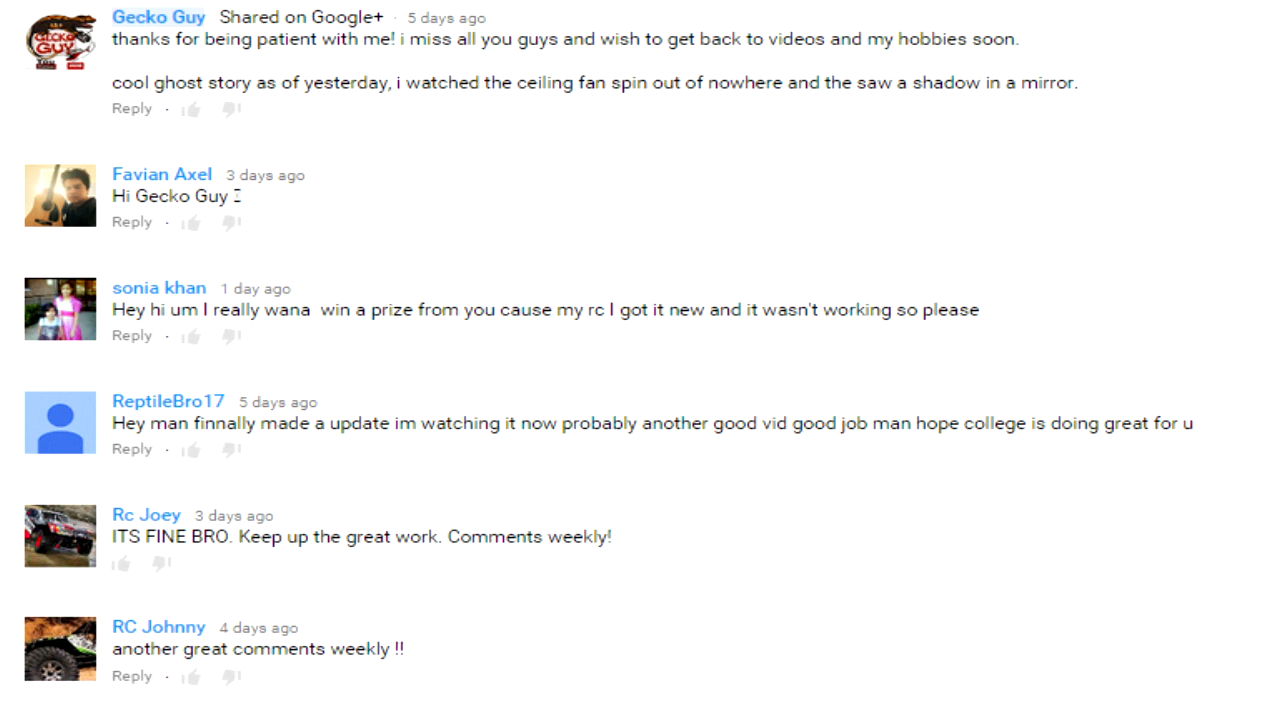 Gecko Guy Shared on Google+ · 5 days ago
thanks for being patient with me! i miss all you guys and wish to get back to videos and my hobbies soon.
cool ghost story as of yesterday, i watched the ceiling fan spin out of nowhere and the saw a shadow in a mirror.
Reply ·
GECKO
GUY
Favian Axel 3 days ago
Hi Gecko Guy
Reply ·
sonia khan 1 day ago
Hey hi um I really wana  win a prize from you cause my rc I got it new and it wasn't working so please
Reply ·
ReptileBro17 5 days ago
Hey man finnally made a update im watching it now probably another good vid good job man hope college is doing great for u
Reply ·
Rc Joey 3 days ago
ITS FINE BRO. Keep up the great work. Comments weekly!
RC Johnny 4 days ago
another great comments weekly !!
Reply ·